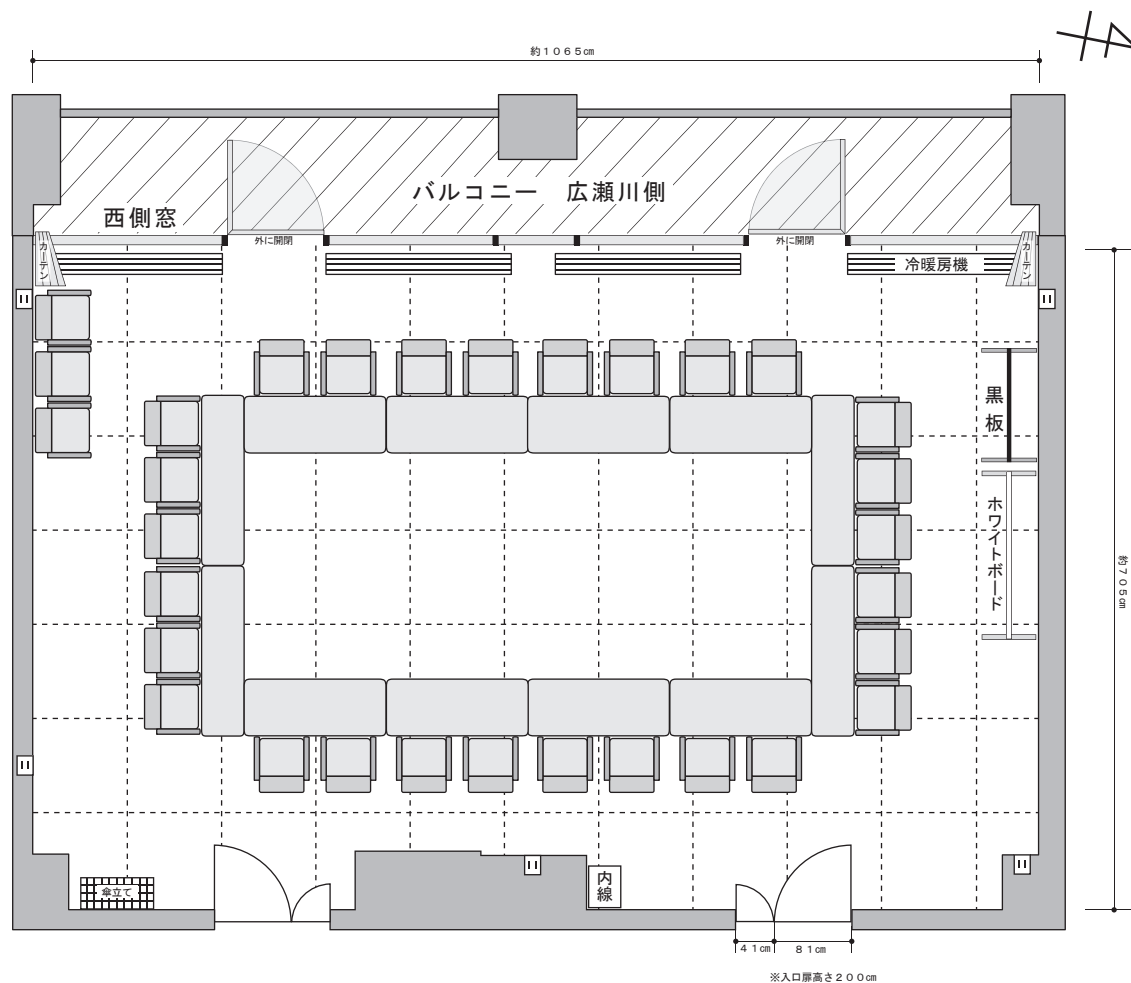 約１０６５㎝
バルコニー　広瀬川側
西側窓
外に開閉
外に開閉
カーテン
冷暖房機
カーテン
黒板
ホワイトボード
約７０５㎝
傘立て
内線
４１㎝
８１㎝
※入口扉高さ２００㎝